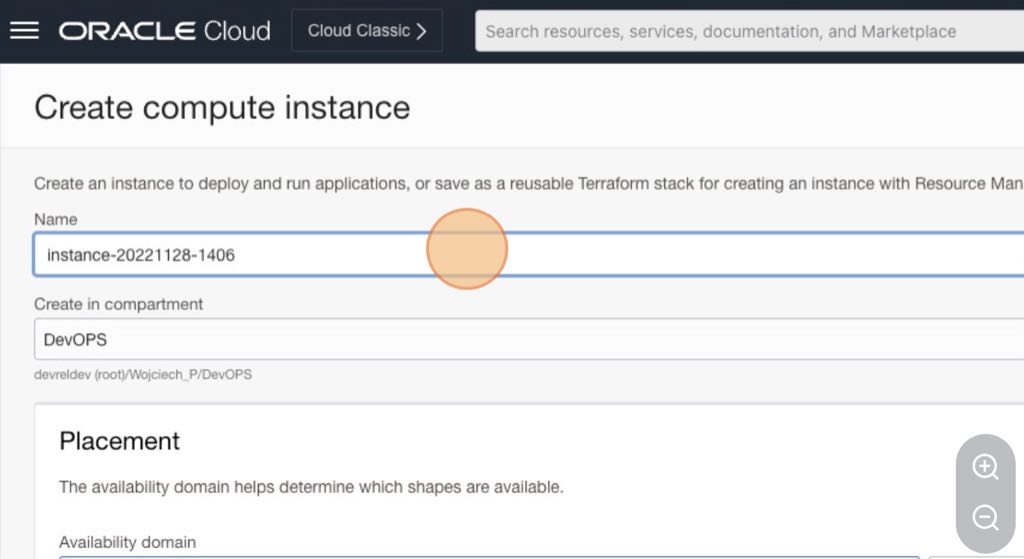 ORACLE Cloud
Cloud Classic
Search resources, services, documentation, and Marketplace
Create compute instance
Create an instance to deploy and run applications, or save as a reusable Terraform stack for creating an instance with Resource Man
Name
instance-20221128-1406
Create in compartment
DevOPS
devreldev (root)/Wojciech_P/DevOPS
Placement
The availability domain helps determine which shapes are available.
Availability domain